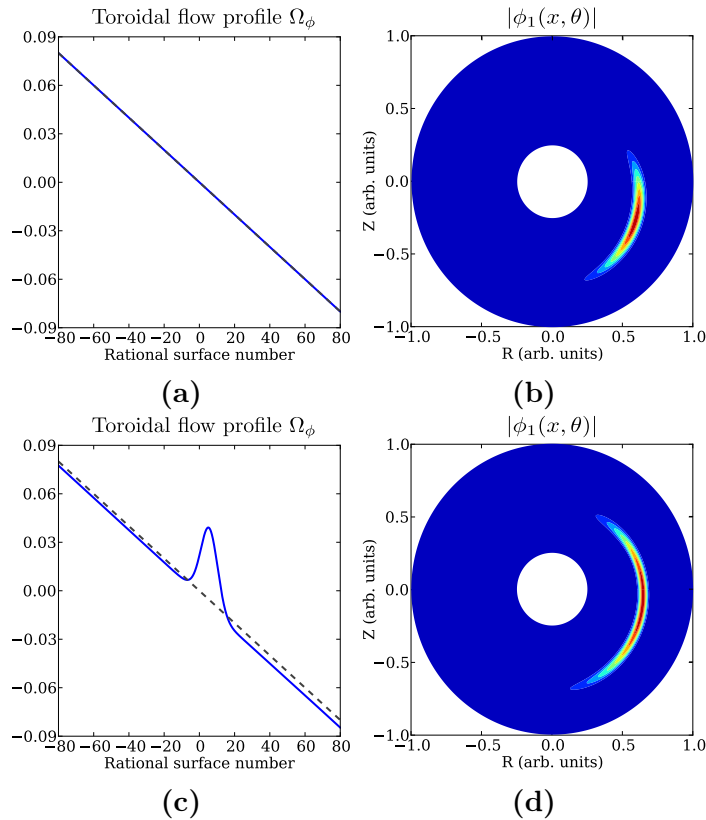 Toroidal flow profile Ω_ϕ
0.09
0.06
0.03
0.00
−0.03
−0.06
−0.09
−80 −60 −40 −20 0 20 40 60 80
Rational surface number
(a)
|ϕ₁(x, θ)|
1.0
0.5
0.0
−0.5
−1.0
Z (arb. units)
−1.0 −0.5 0.0 0.5 1.0
R (arb. units)
(b)
Toroidal flow profile Ω_ϕ
0.09
0.06
0.03
0.00
−0.03
−0.06
−0.09
−80 −60 −40 −20 0 20 40 60 80
Rational surface number
(c)
|ϕ₁(x, θ)|
1.0
0.5
0.0
−0.5
−1.0
Z (arb. units)
−1.0 −0.5 0.0 0.5 1.0
R (arb. units)
(d)